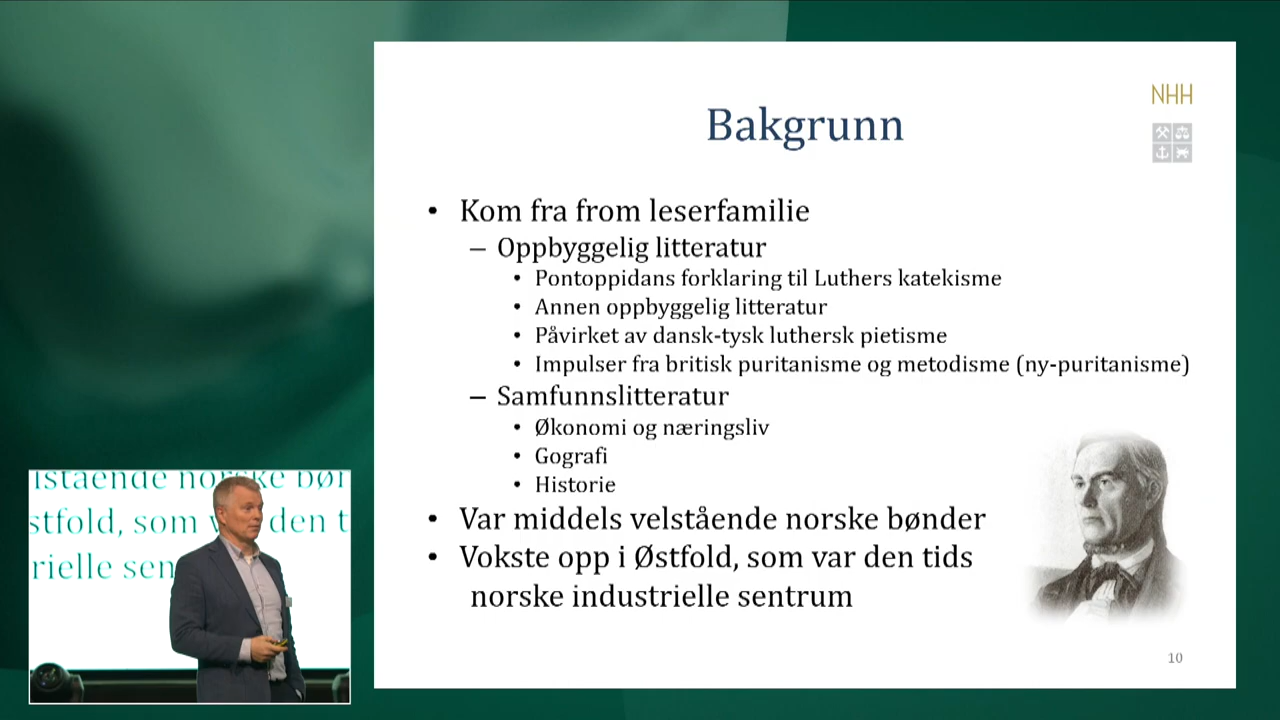 NHH
Bakgrunn
• Kom fra from leserfamilie
– Oppbyggelig litteratur
• Pontoppidans forklaring til Luthers katekisme
• Annen oppbyggelig litteratur
• Påvirket av dansk-tysk luthersk pietisme
• Impulser fra britisk puritanisme og metodisme (ny-puritanisme)
– Samfunnslitteratur
• Økonomi og næringsliv
• Gografi
• Historie
• Var middels velstående norske bønder
• Vokste opp i Østfold, som var den tids
norske industrielle sentrum
10
lstående norske bøn
stfold, som v den t
rielle sen